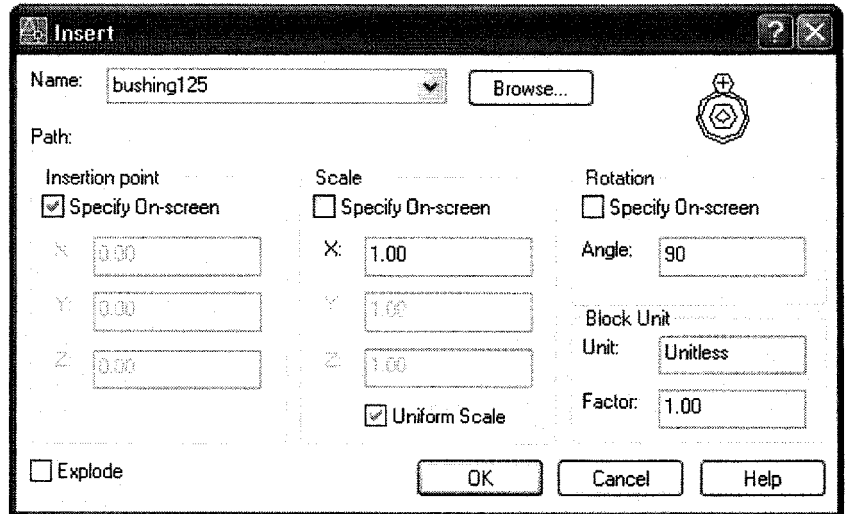 Insert
Name: bushing125 Browse...
Path:
Insertion point
Specify On-screen
X: 0.00
Y: 0.00
Z: 0.00
Scale
Specify On-screen
X: 1.00
Y: 1.00
Z: 1.00
Uniform Scale
Rotation
Specify On-screen
Angle: 90
Block Unit
Unit: Unitless
Factor: 1.00
Explode
OK Cancel Help